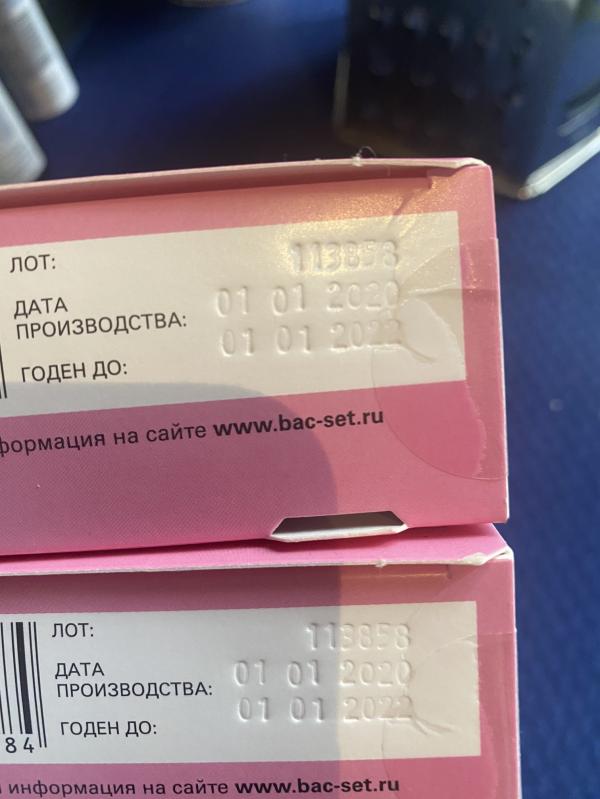 ЛОТ:
113858
ДАТА
ПРОИЗВОДСТВА:
01 01 2020
ГОДЕН ДО:
01 01 2022
формация на сайте www.bac-set.ru
ЛОТ:
113858
ДАТА
ПРОИЗВОДСТВА:
01 01 2020
ГОДЕН ДО:
01 01 2022
84
информация на сайте www.bac-set.ru